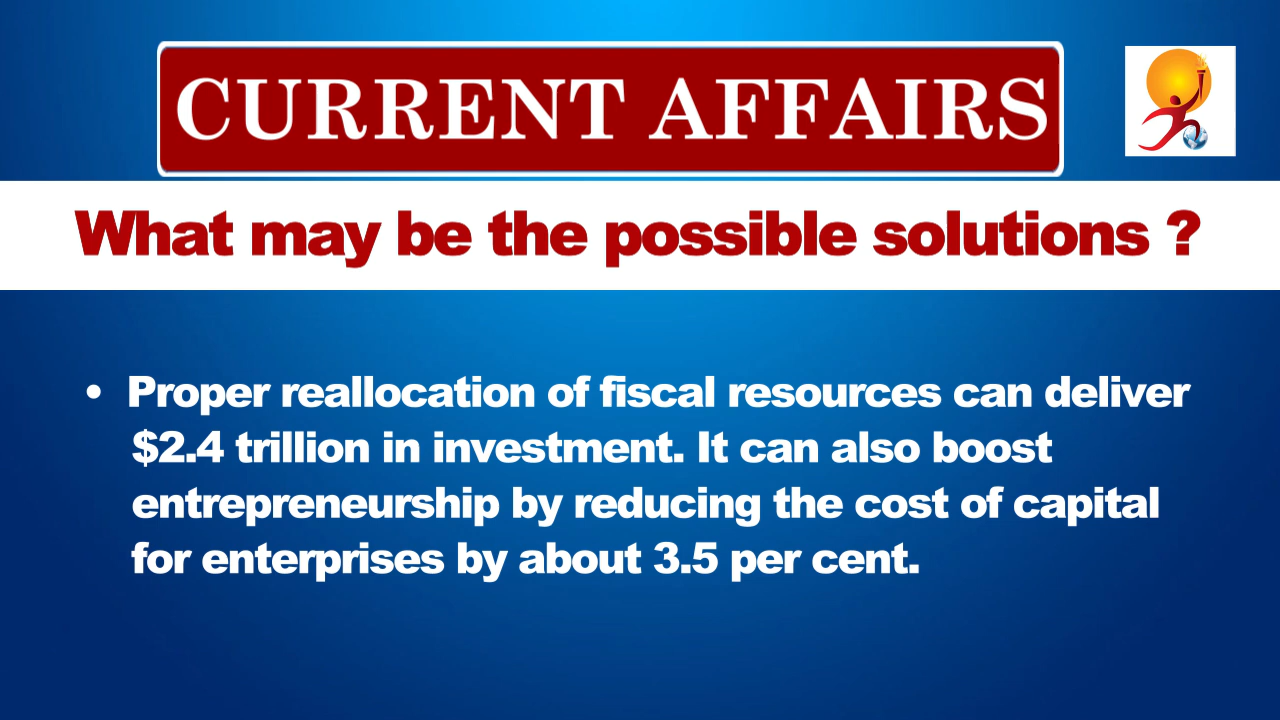 CURRENT AFFAIRS
What may be the possible solutions ?
• Proper reallocation of fiscal resources can deliver
$2.4 trillion in investment. It can also boost
entrepreneurship by reducing the cost of capital
for enterprises by about 3.5 per cent.